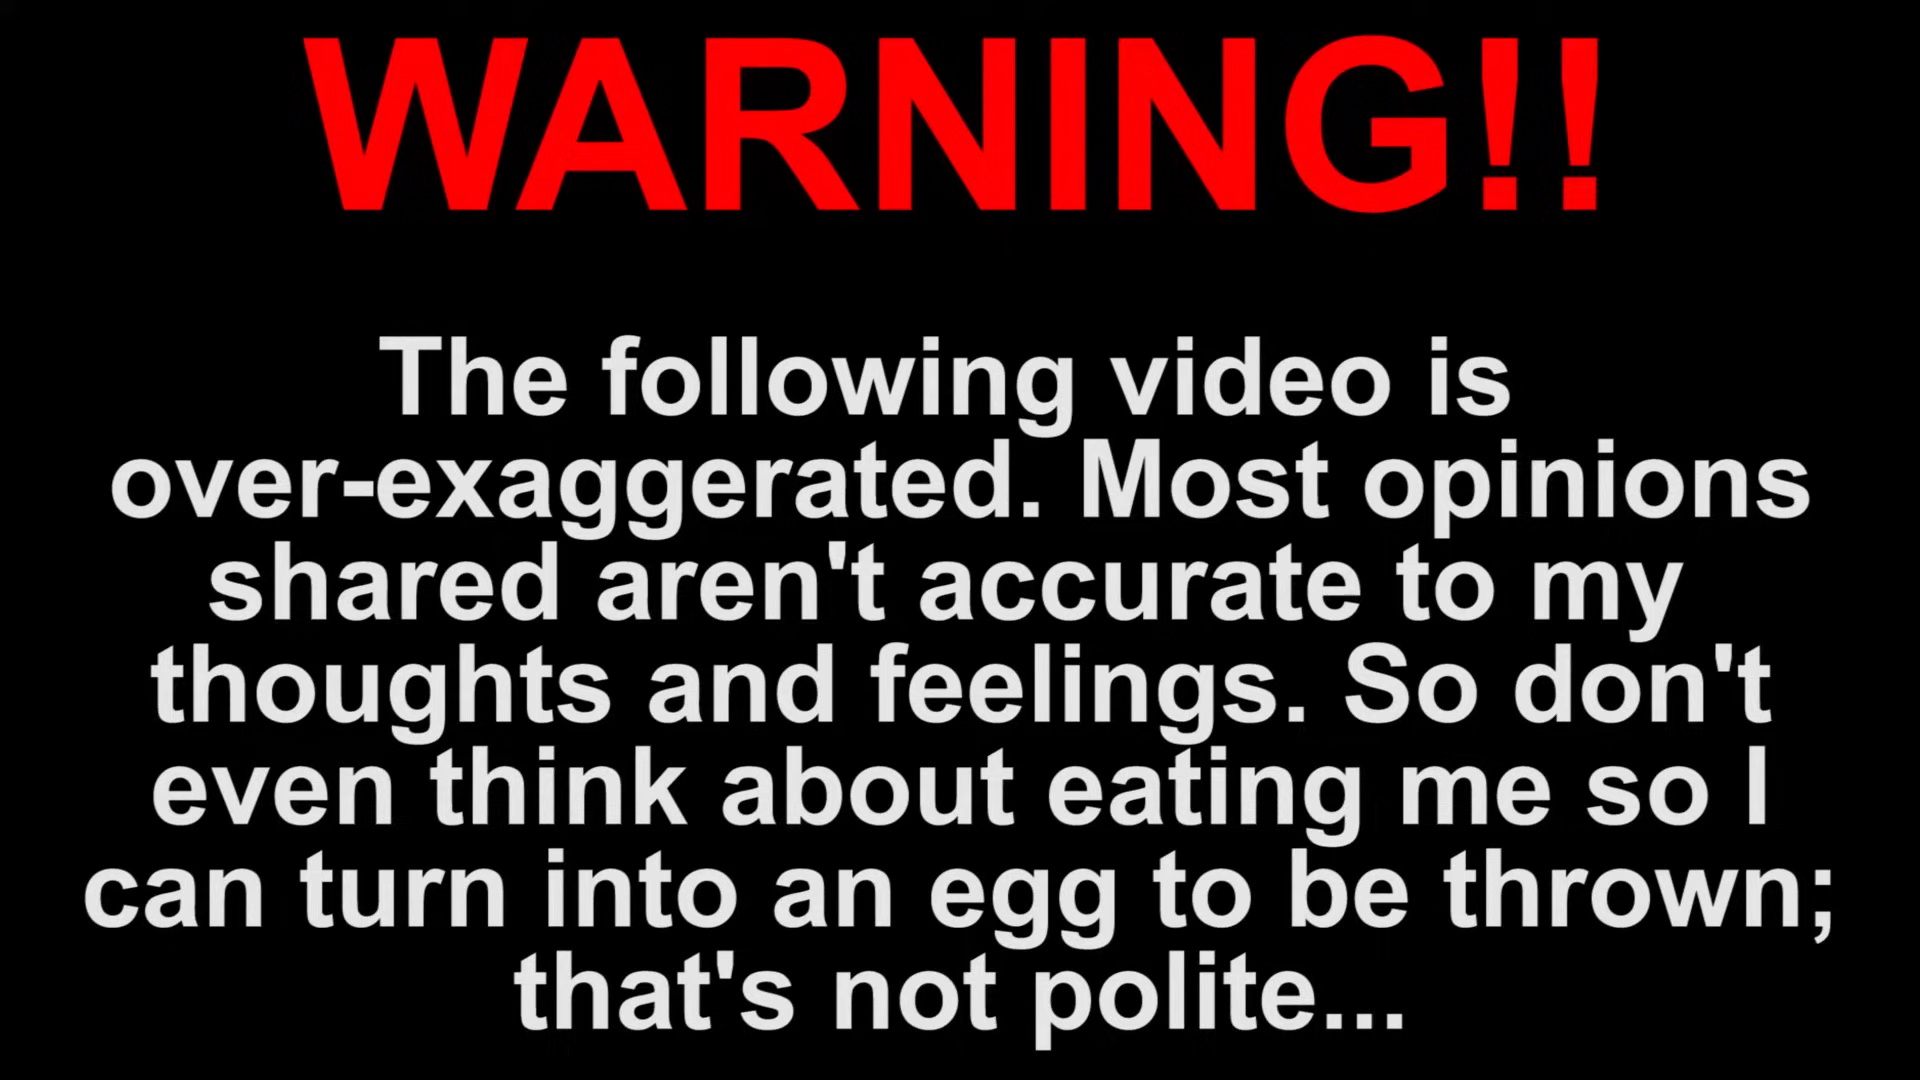 WARNING!!
The following video is
over-exaggerated. Most opinions
shared aren't accurate to my
thoughts and feelings. So don't
even think about eating me so I
can turn into an egg to be thrown;
that's not polite...